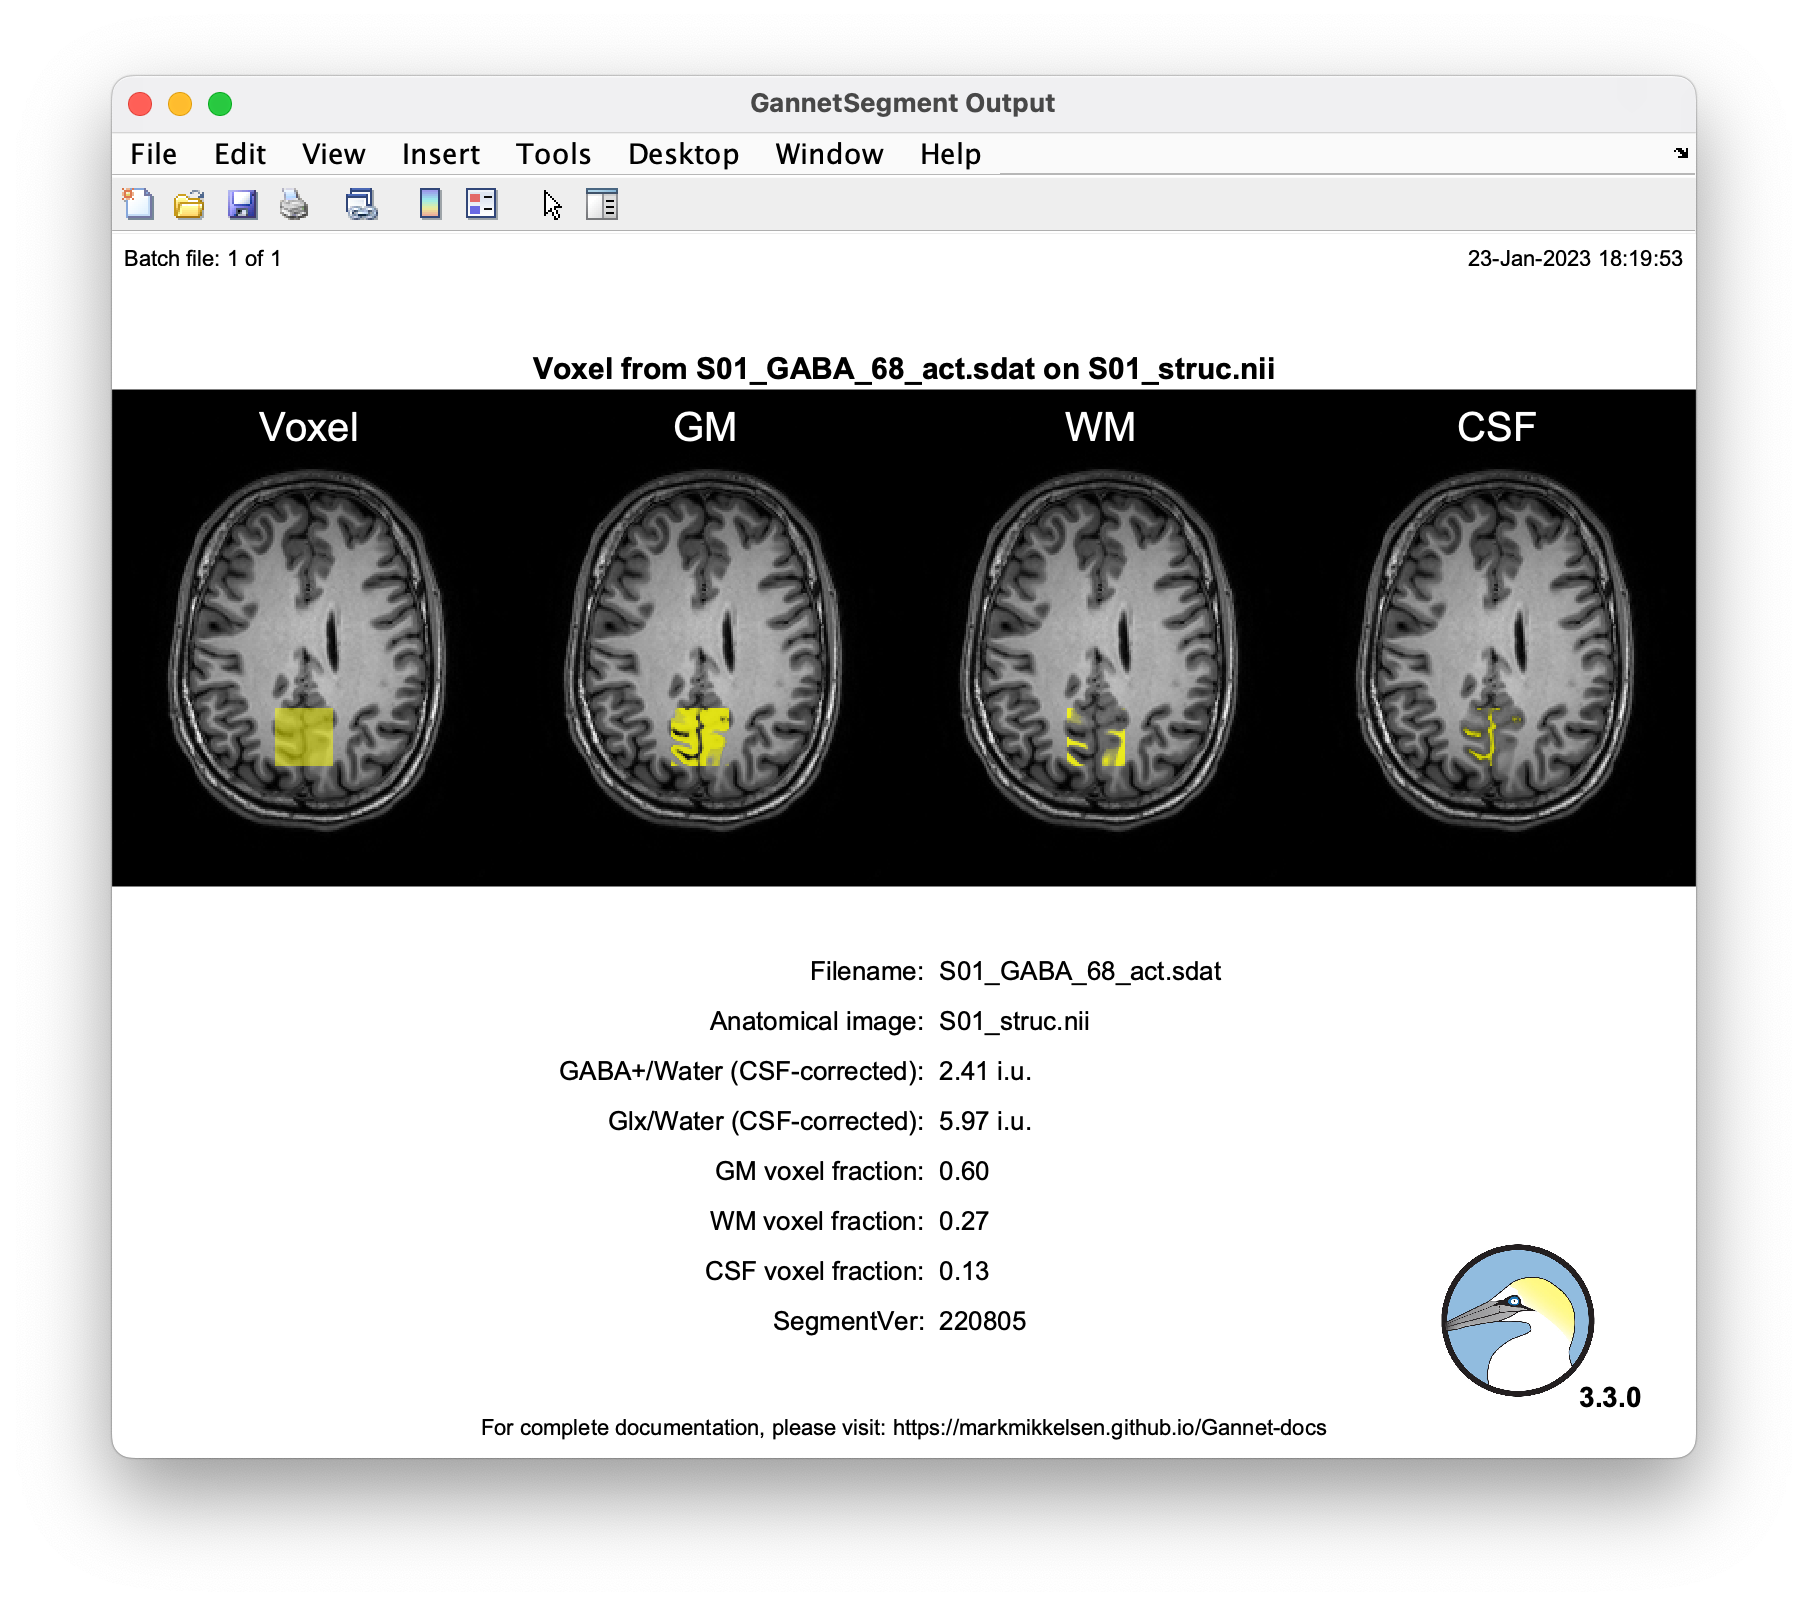 GannetSegment Output
File Edit View Insert Tools Desktop Window Help
Batch file: 1 of 1
23-Jan-2023 18:19:53
Voxel from S01_GABA_68_act.sdat on S01_struc.nii
Voxel GM WM CSF
Filename: S01_GABA_68_act.sdat
Anatomical image: S01_struc.nii
GABA+/Water (CSF-corrected): 2.41 i.u.
Glx/Water (CSF-corrected): 5.97 i.u.
GM voxel fraction: 0.60
WM voxel fraction: 0.27
CSF voxel fraction: 0.13
SegmentVer: 220805
3.3.0
For complete documentation, please visit: https://markmikkelsen.github.io/Gannet-docs